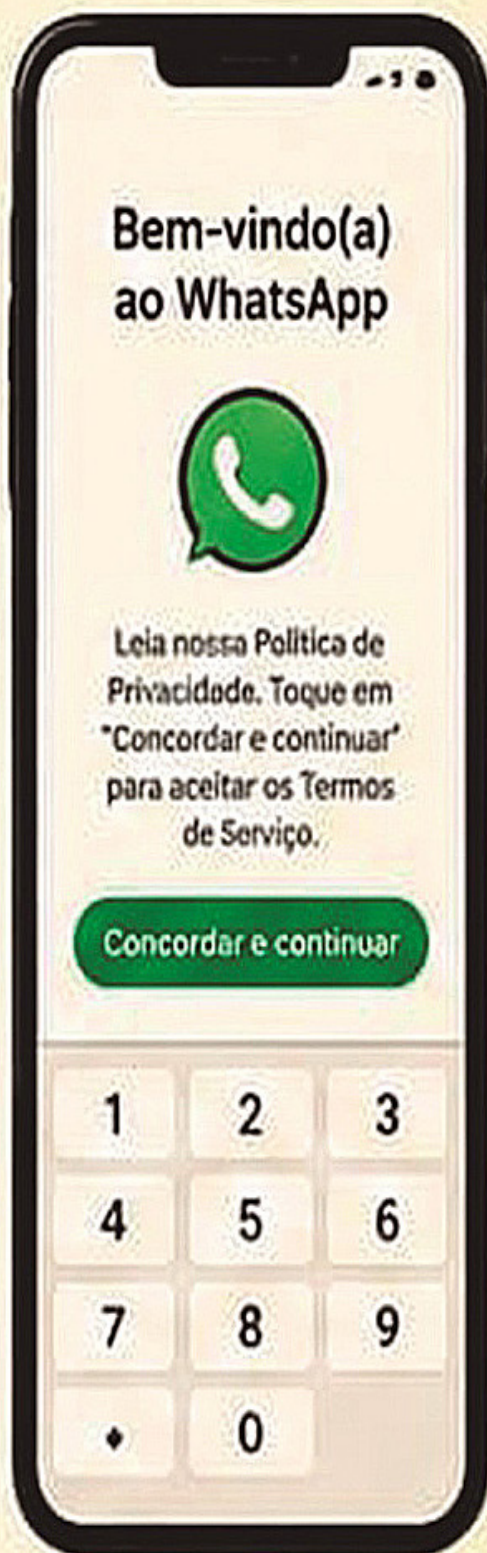 Bem-vindo(a)
ao WhatsApp
Leia nossa Política de
Privacidade. Toque em
"Concordar e continuar"
para aceitar os Termos
de Serviço.
Concordar e continuar
1 2 3
4 5 6
7 8 9
0